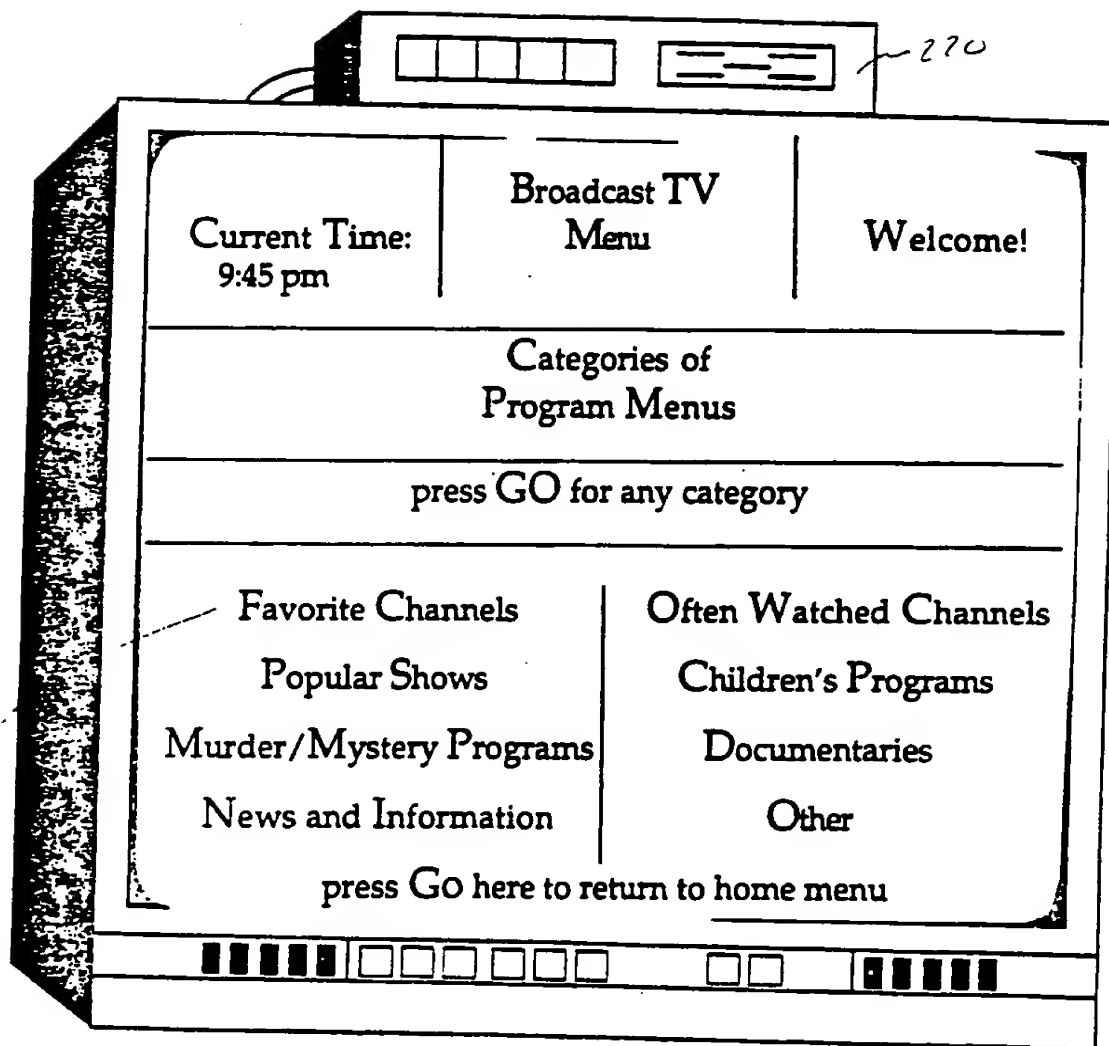 220
Broadcast TV
Menu
Current Time:
9:45 pm
Welcome!
Categories of
Program Menus
press GO for any category
Favorite Channels
Often Watched Channels
Popular Shows
Children's Programs
Murder/Mystery Programs
Documentaries
News and Information
Other
press Go here to return to home menu